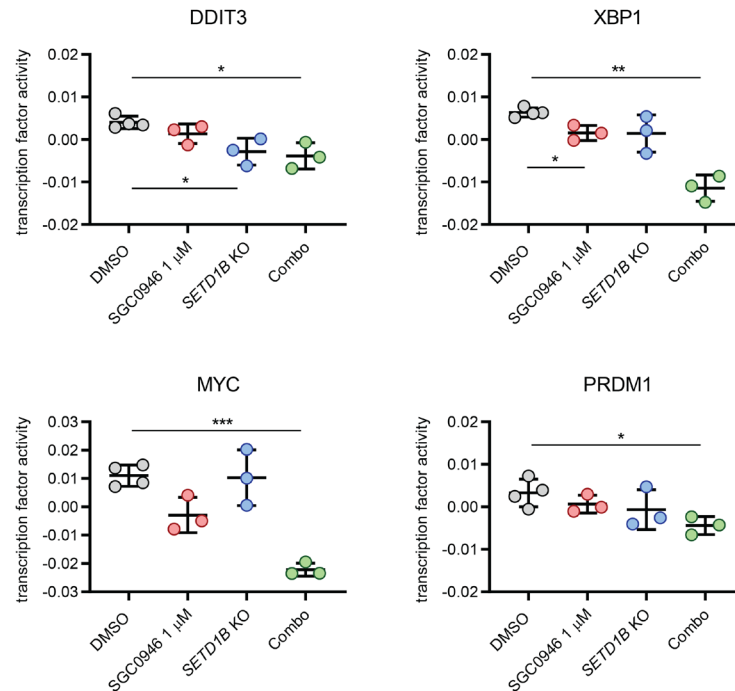 DDIT3
transcription factor activity
0.02
0.01
0.00
-0.01
-0.02
*
*
DMSO
SGC0946 1 μM
SETD1B KO
Combo
XBP1
transcription factor activity
0.02
0.01
0.00
-0.01
-0.02
**
*
DMSO
SGC0946 1 μM
SETD1B KO
Combo
MYC
transcription factor activity
0.03
0.02
0.01
0.00
-0.01
-0.02
-0.03
***
DMSO
SGC0946 1 μM
SETD1B KO
Combo
PRDM1
transcription factor activity
0.02
0.01
0.00
-0.01
0.02
*
DMSO
SGC0946 1 μM
SETD1B KO
Combo